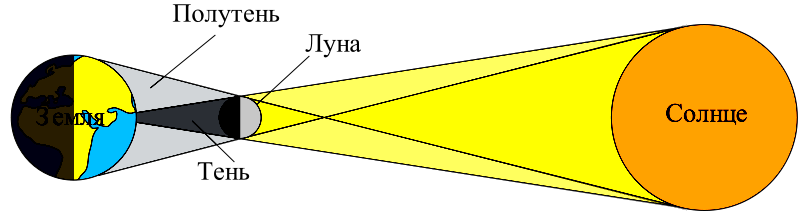 Полутень
Луна
Земля
Солнце
Тень